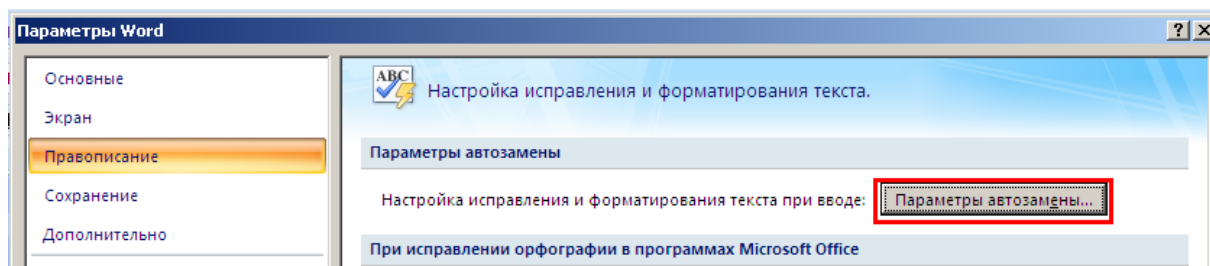 Параметры Word
?
Основные
Экран
Правописание
Сохранение
Дополнительно
ABC
Настройка исправления и форматирования текста.
Параметры автозамены
Настройка исправления и форматирования текста при вводе: Параметры автозамены...
При исправлении орфографии в программах Microsoft Office